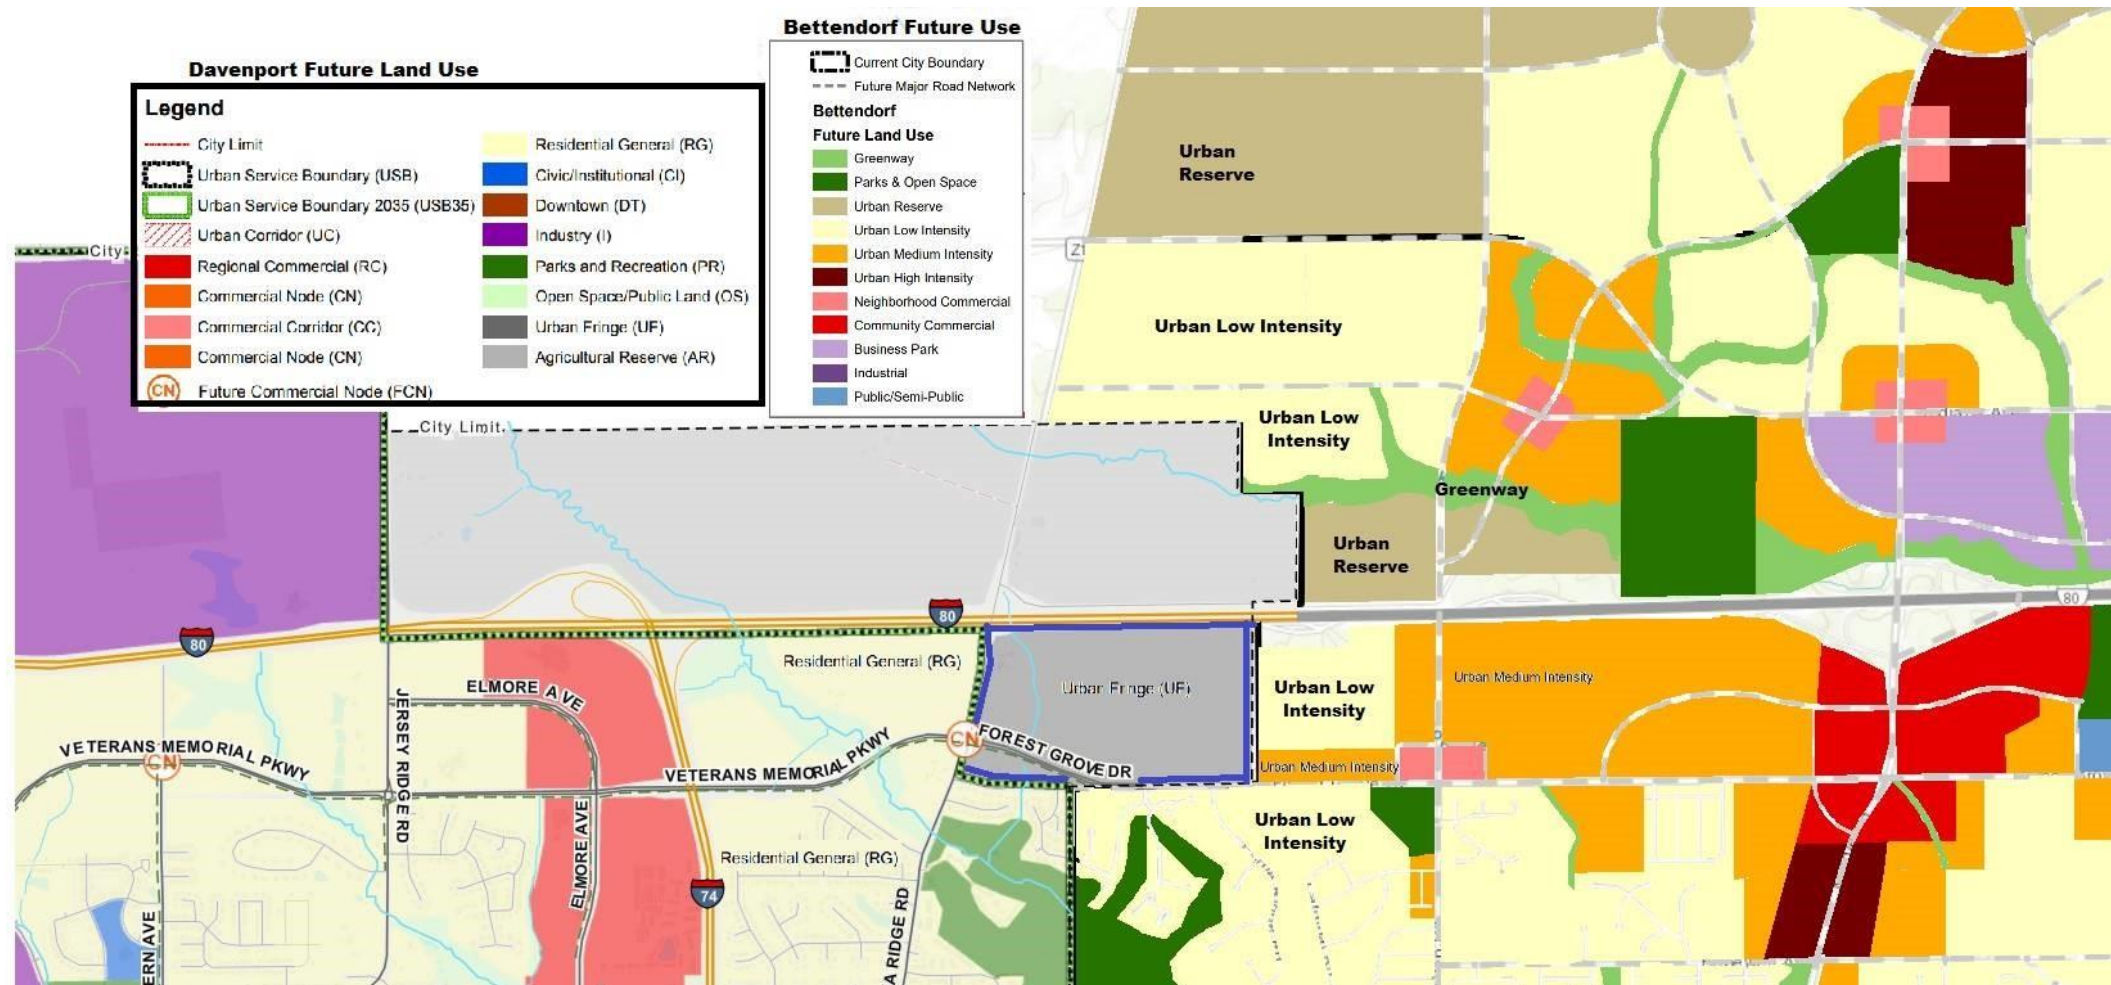 Bettendorf Future Use
Current City Boundary
Future Major Road Network
Bettendorf
Future Land Use
Greenway
Parks & Open Space
Urban Reserve
Urban Low Intensity
Urban Medium Intensity
Urban High Intensity
Neighborhood Commercial
Community Commercial
Business Park
Industrial
Public/Semi-Public
Davenport Future Land Use
Legend
City Limit
Urban Service Boundary (USB)
Urban Service Boundary 2035 (USB35)
Urban Corridor (UC)
Regional Commercial (RC)
Commercial Node (CN)
Commercial Corridor (CC)
Commercial Node (CN)
CN
Future Commercial Node (FCN)
Residential General (RG)
Civic/Institutional (CI)
Downtown (DT)
Industry (I)
Parks and Recreation (PR)
Open Space/Public Land (OS)
Urban Fringe (UF)
Agricultural Reserve (AR)
City
Urban
Reserve
Urban Low Intensity
City Limit
Urban Low
Intensity
Greenway
Urban
Reserve
80
80
80
Residential General (RG)
Urban Fringe (UF)
Urban Low
Intensity
Urban Medium Intensity
ELMORE AVE
JERSEY RIDGE RD
VETERANS MEMORIAL PKWY
CN
VETERANS MEMORIAL PKWY
CN
FOREST GROVE DR
Urban Medium Intensity
Urban Low
Intensity
ELMORE AVE
Residential General (RG)
74
ERN AVE
A RIDGE RD